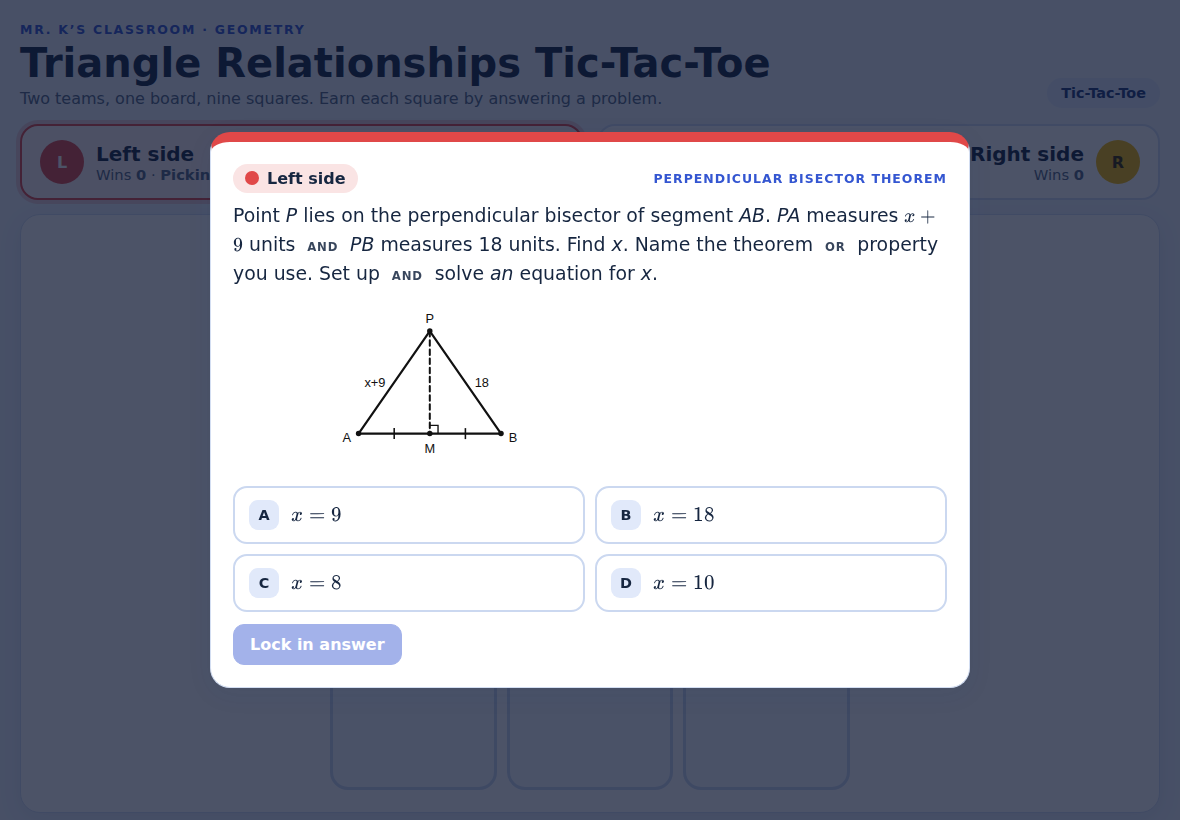 MR. K’S CLASSROOM · GEOMETRY
Triangle Relationships Tic-Tac-Toe
Two teams, one board, nine squares. Earn each square by answering a problem.
Tic-Tac-Toe
L
Left side
Wins 0 · Pickin
Right side
Wins 0
R
Left side
PERPENDICULAR BISECTOR THEOREM
Point P lies on the perpendicular bisector of segment AB. PA measures x +
9 units AND PB measures 18 units. Find x. Name the theorem OR property
you use. Set up AND solve an equation for x.
P
x+9
18
A
B
M
A x = 9
B x = 18
C x = 8
D x = 10
Lock in answer